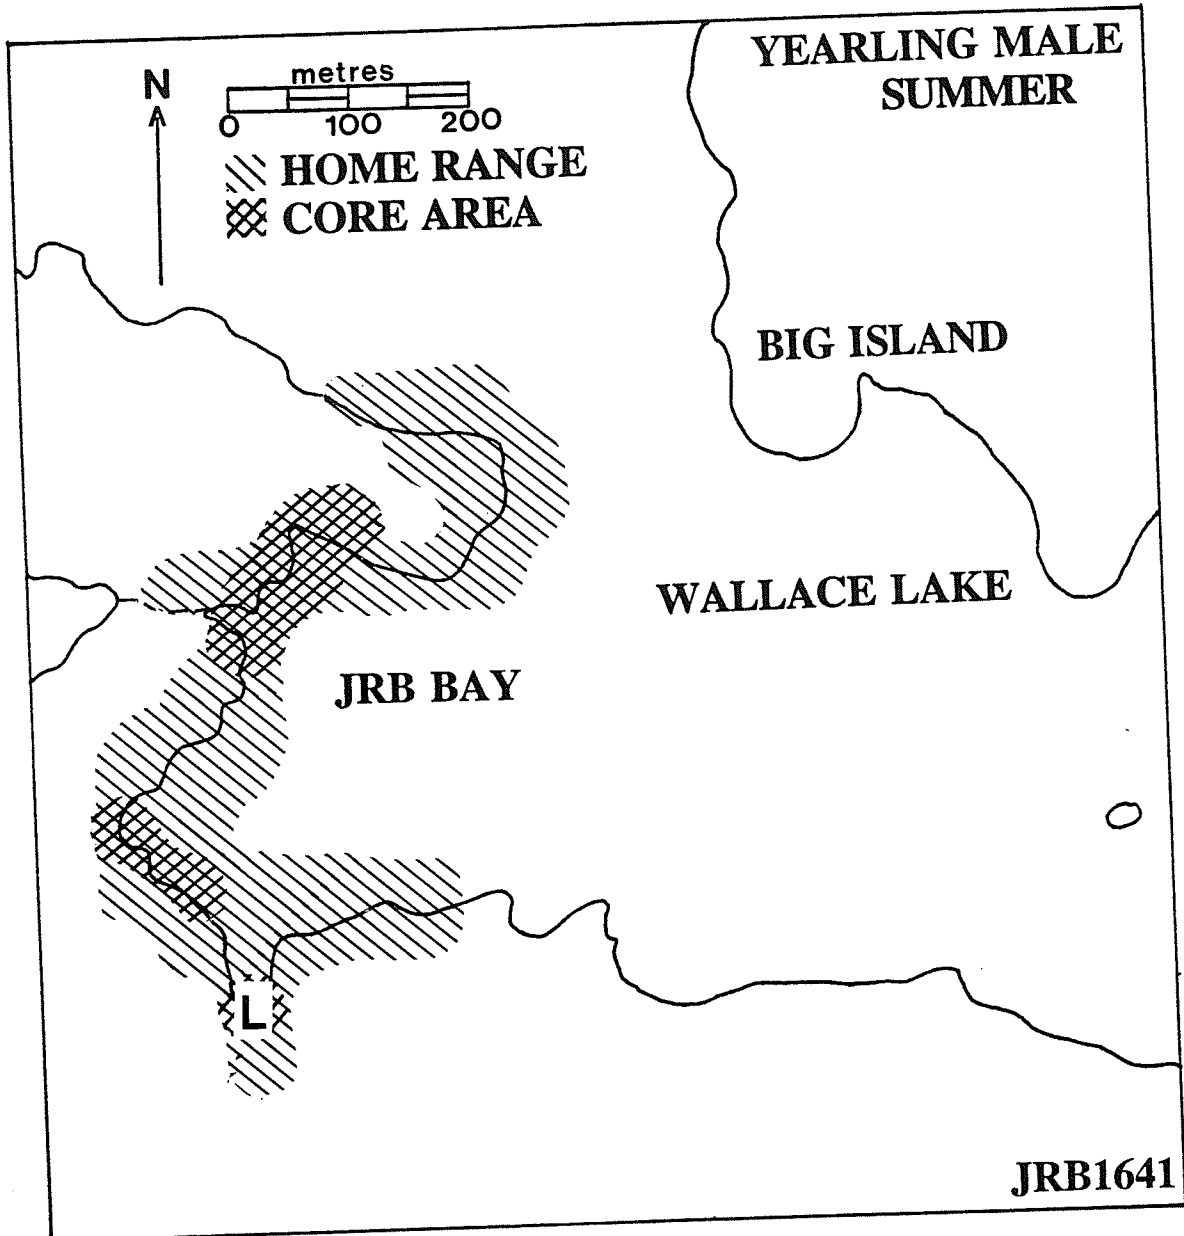 YEARLING MALE
SUMMER
N
metres
0 100 200
HOME RANGE
CORE AREA
BIG ISLAND
WALLACE LAKE
JRB BAY
L
JRB1641